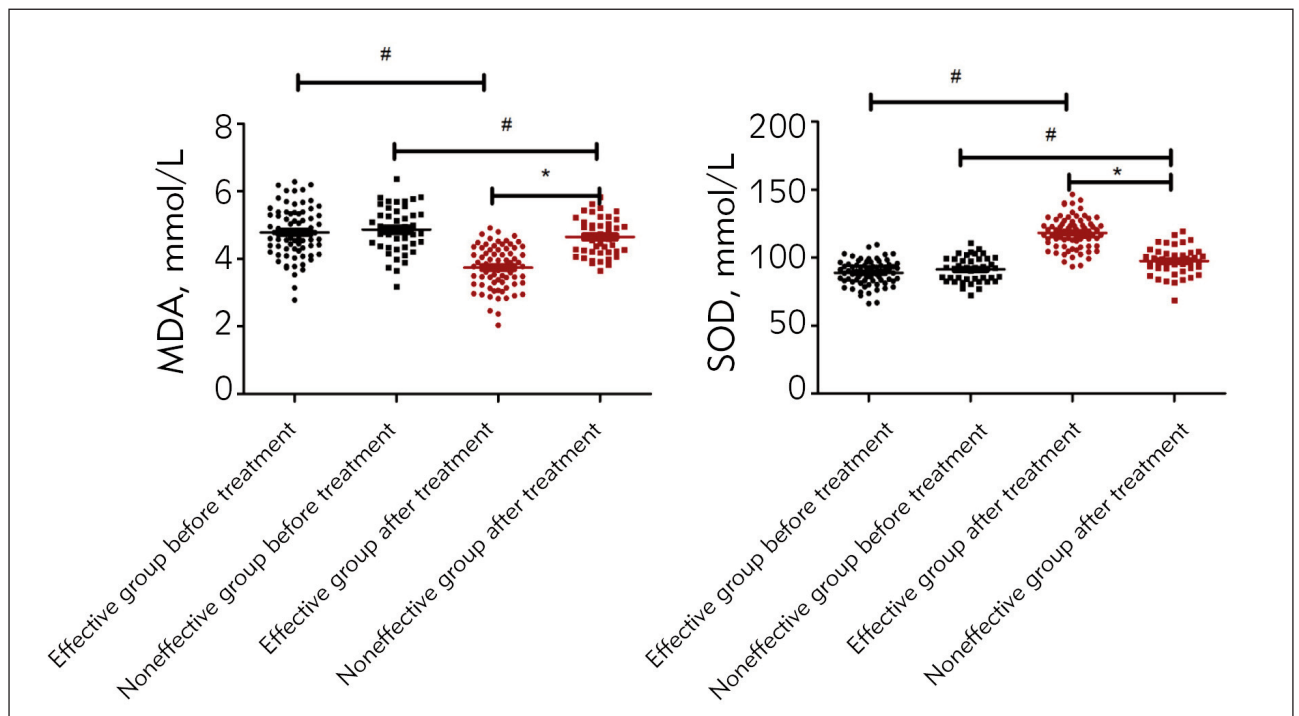 #
#
*
8
6
4
2
0
MDA, mmol/L
Effective group before treatment
Noneffective group before treatment
Effective group after treatment
Noneffective group after treatment
#
#
*
200
150
100
50
0
SOD, mmol/L
Effective group before treatment
Noneffective group before treatment
Effective group after treatment
Noneffective group after treatment